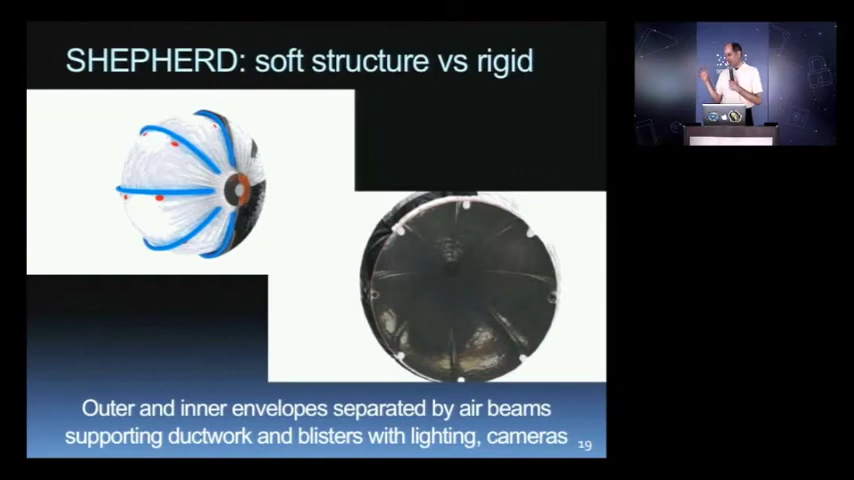 SHEPHERD: soft structure vs rigid
Outer and inner envelopes separated by air beams
supporting ductwork and blisters with lighting, cameras
19